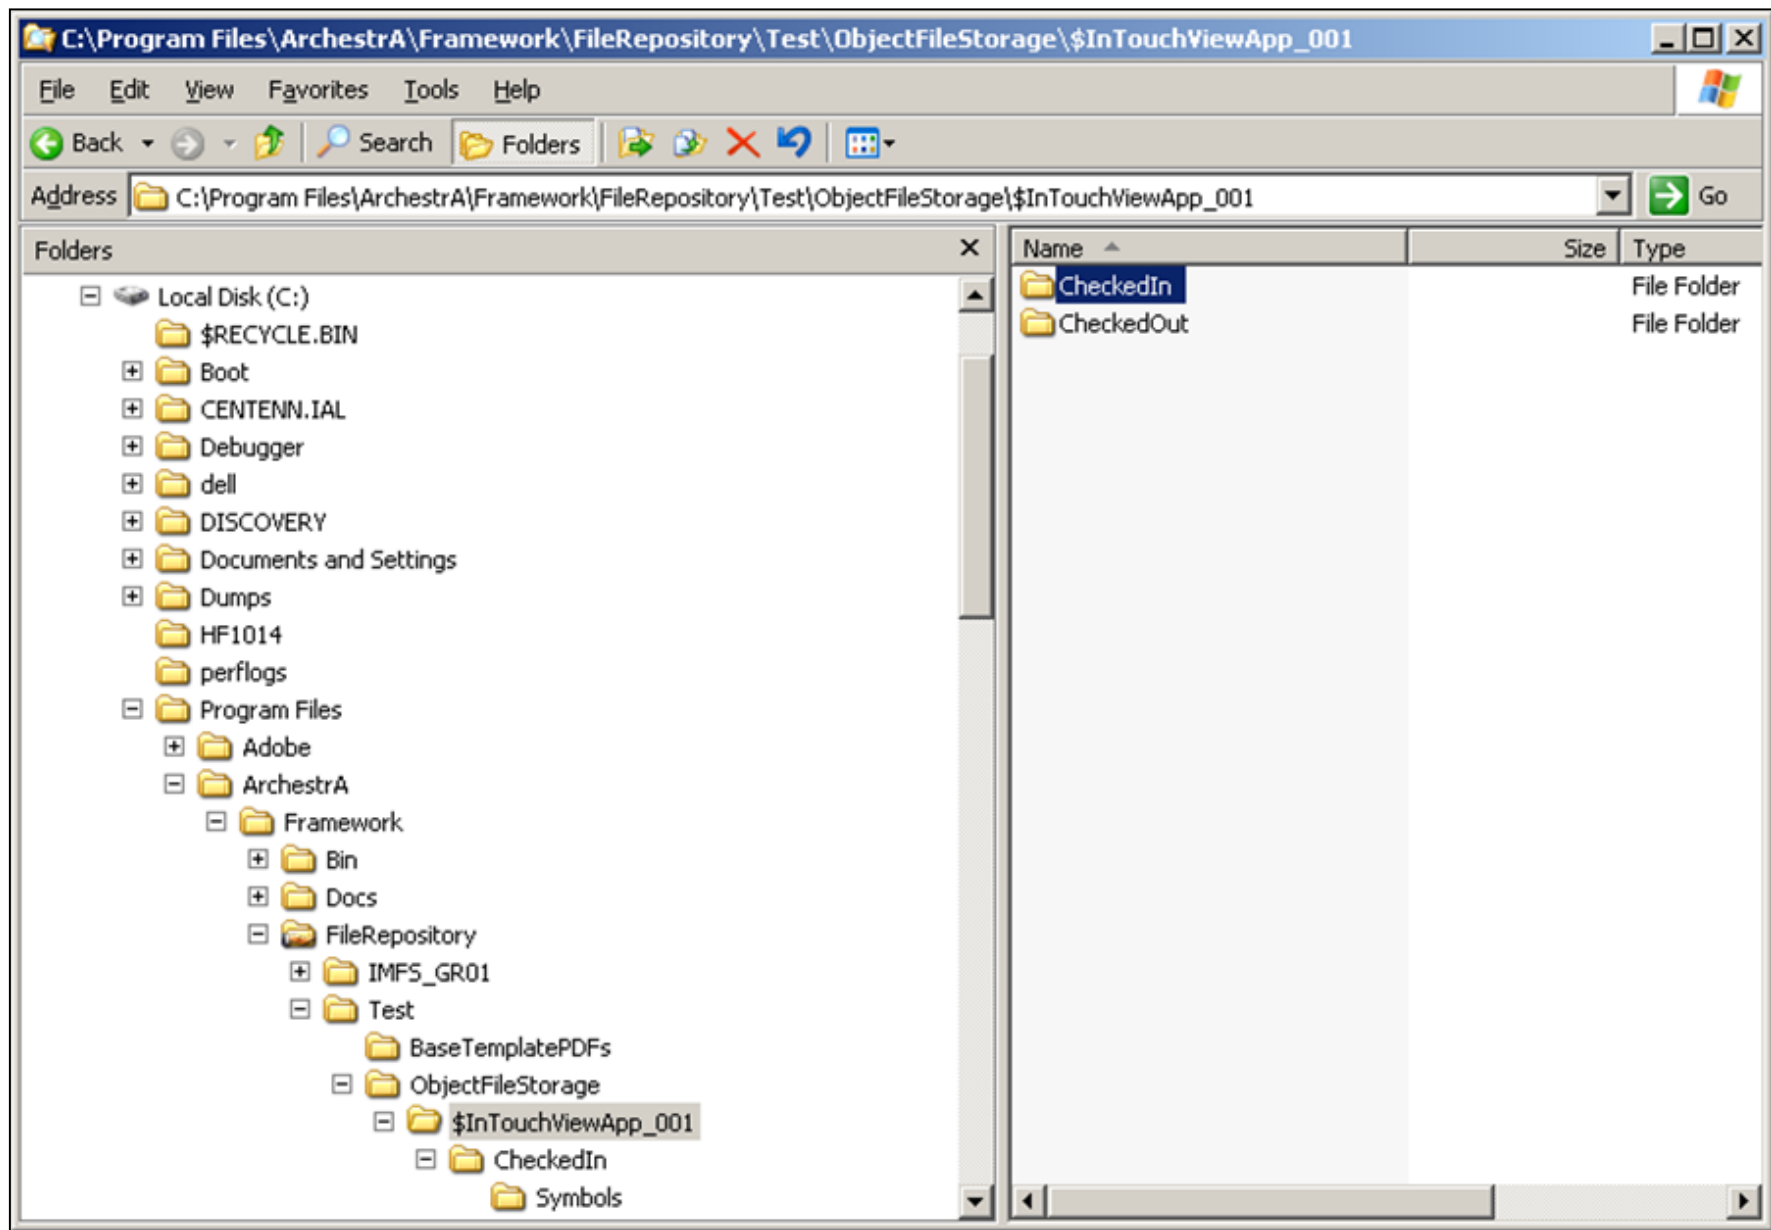 C:\Program Files\ArchestrA\Framework\FileRepository\Test\ObjectFileStorage\$InTouchViewApp_001
File Edit View Favorites Tools Help
Back Search Folders
Address C:\Program Files\ArchestrA\Framework\FileRepository\Test\ObjectFileStorage\$InTouchViewApp_001 Go
Folders
Local Disk (C:)
$RECYCLE.BIN
Boot
CENTENN.IAL
Debugger
dell
DISCOVERY
Documents and Settings
Dumps
HF1014
perflogs
Program Files
Adobe
ArchestrA
Framework
Bin
Docs
FileRepository
IMFS_GR01
Test
BaseTemplatePDFs
ObjectFileStorage
$InTouchViewApp_001
CheckedIn
Symbols
Name Size Type
CheckedIn File Folder
CheckedOut File Folder